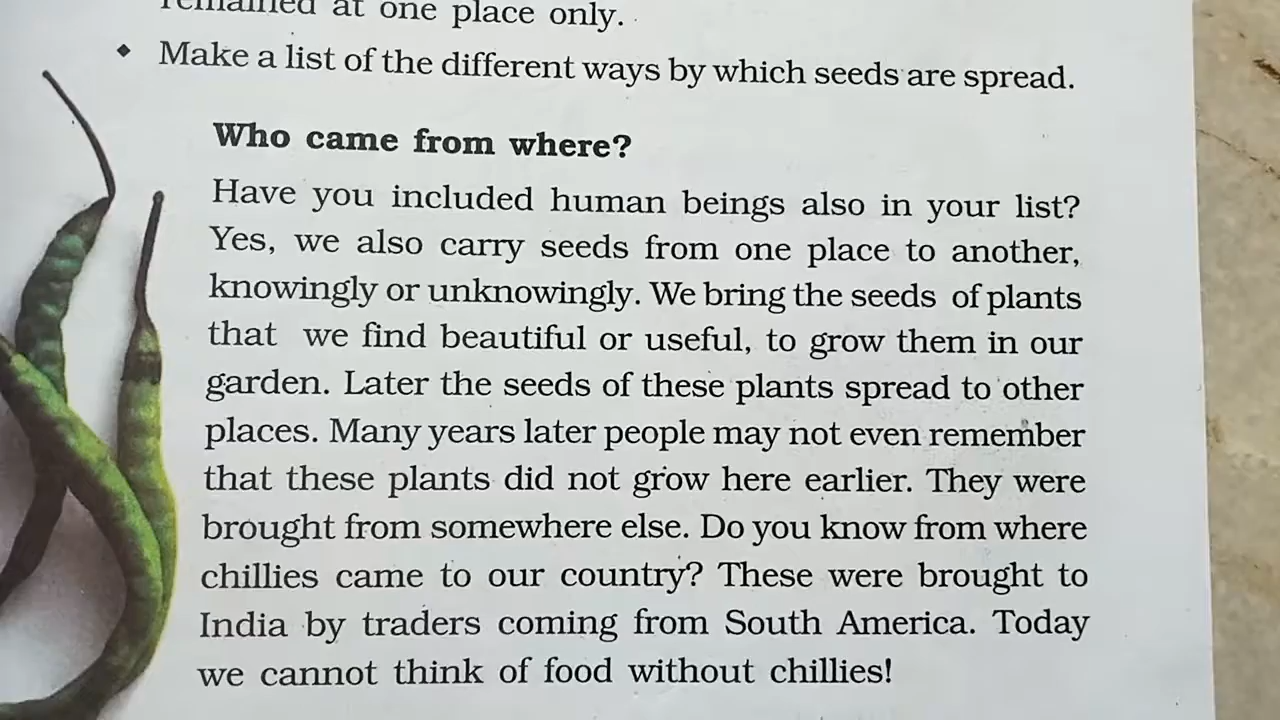 remained at one place only.
◆ Make a list of the different ways by which seeds are spread.
Who came from where?
Have you included human beings also in your list?
Yes, we also carry seeds from one place to another,
knowingly or unknowingly. We bring the seeds of plants
that we find beautiful or useful, to grow them in our
garden. Later the seeds of these plants spread to other
places. Many years later people may not even remember
that these plants did not grow here earlier. They were
brought from somewhere else. Do you know from where
chillies came to our country? These were brought to
India by traders coming from South America. Today
we cannot think of food without chillies!